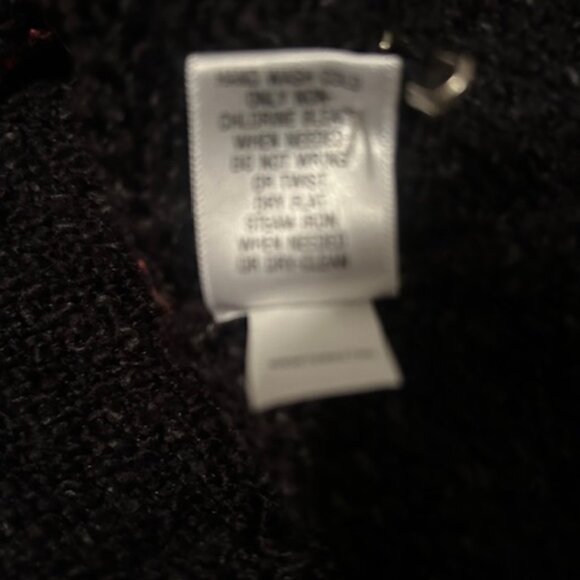 HAND WASH COLD
ONLY NON-
CHLORINE BLEACH
WHEN NEEDED
DO NOT WRING
OR TWIST
DRY FLAT
STEAM IRON
WHEN NEEDED
OR DRY-CLEAN